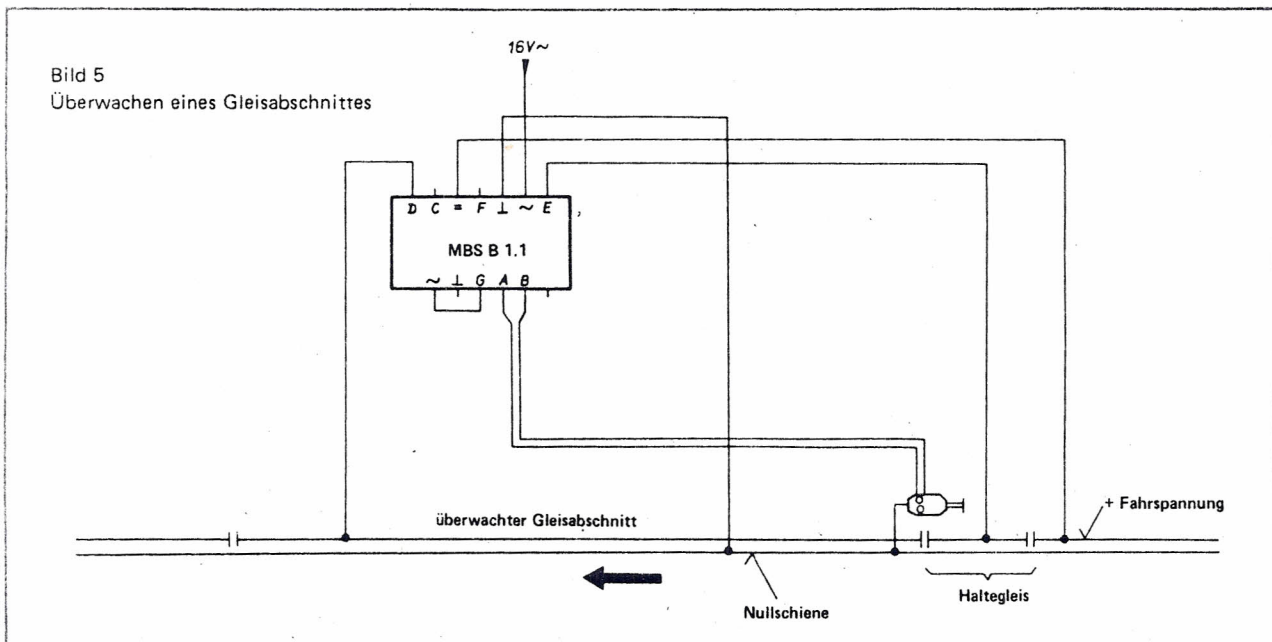 16V~
Bild 5
Überwachen eines Gleisabschnittes
D C = F ⊥ ~ E
MBS B 1.1
~ ⊥ G A B
überwachter Gleisabschnitt
+ Fahrspannung
Haltegleis
Nullschiene